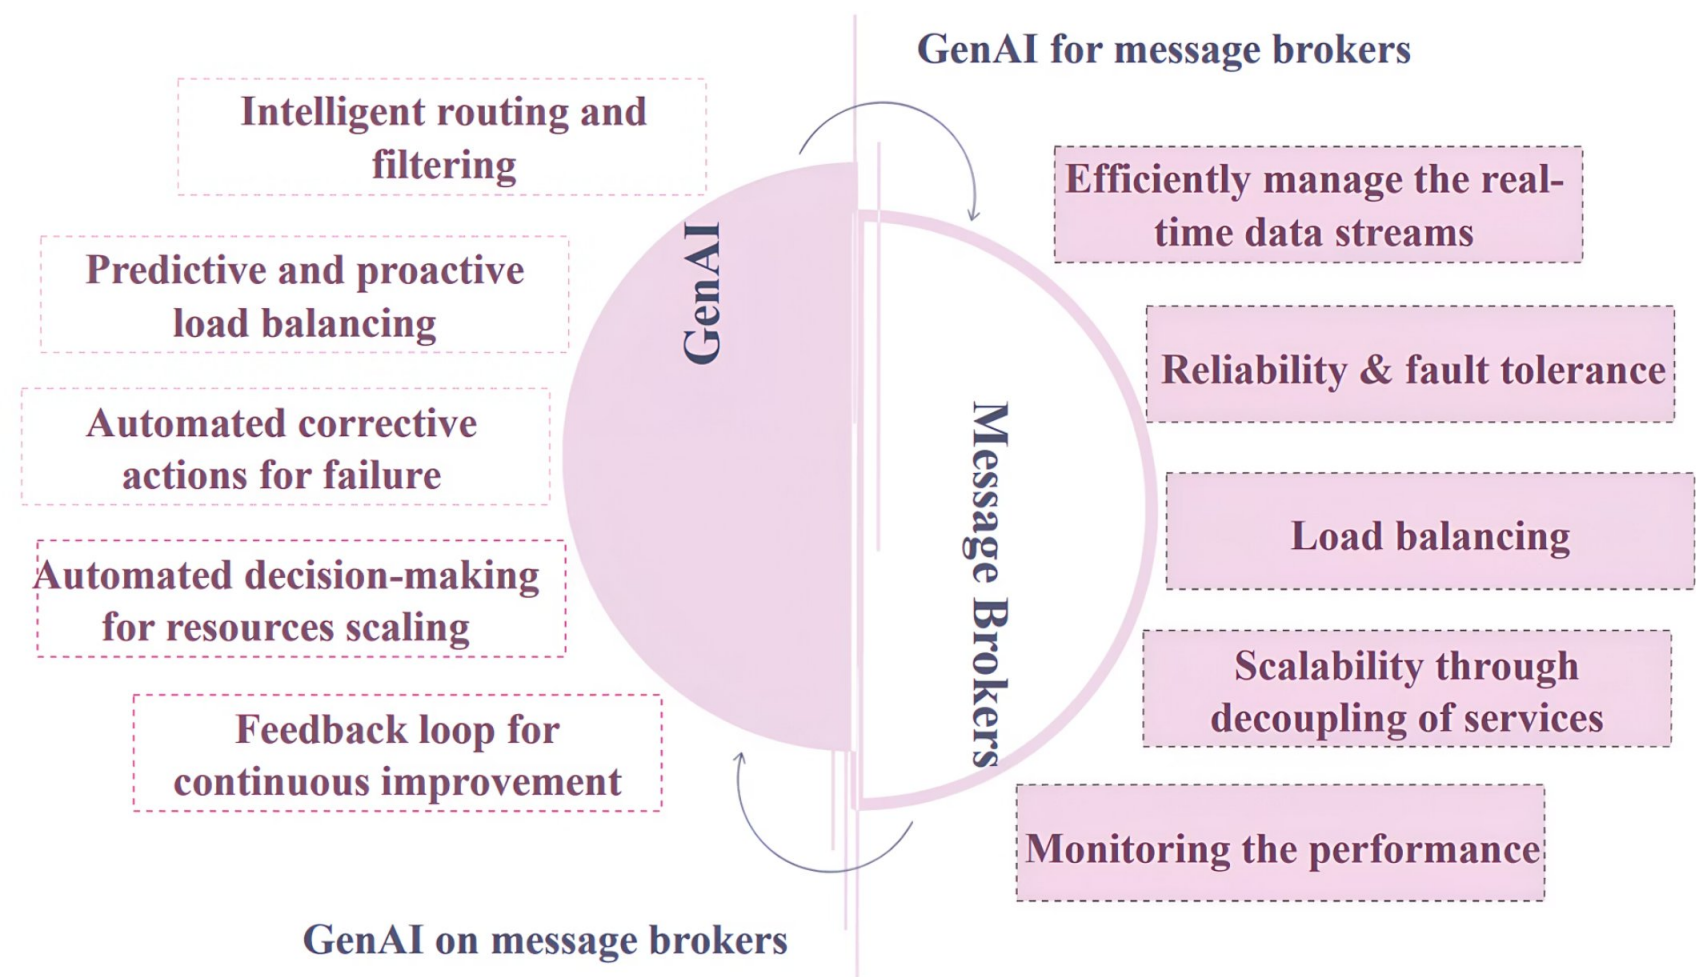 GenAI for message brokers
Intelligent routing and
filtering
Predictive and proactive
load balancing
Automated corrective
actions for failure
Automated decision-making
for resources scaling
Feedback loop for
continuous improvement
GenAI
Message Brokers
Efficiently manage the real-
time data streams
Reliability & fault tolerance
Load balancing
Scalability through
decoupling of services
Monitoring the performance
GenAI on message brokers